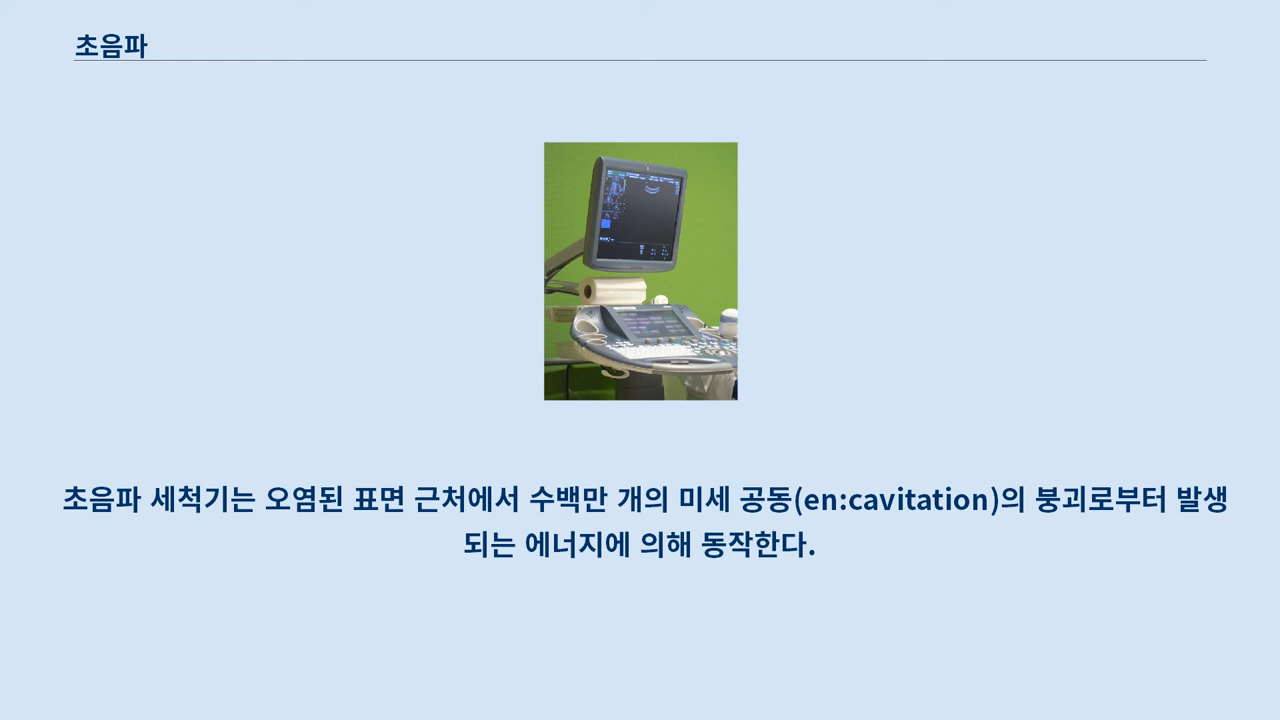 초음파
초음파 세척기는 오염된 표면 근처에서 수백만 개의 미세 공동(en:cavitation)의 붕괴로부터 발생
되는 에너지에 의해 동작한다.